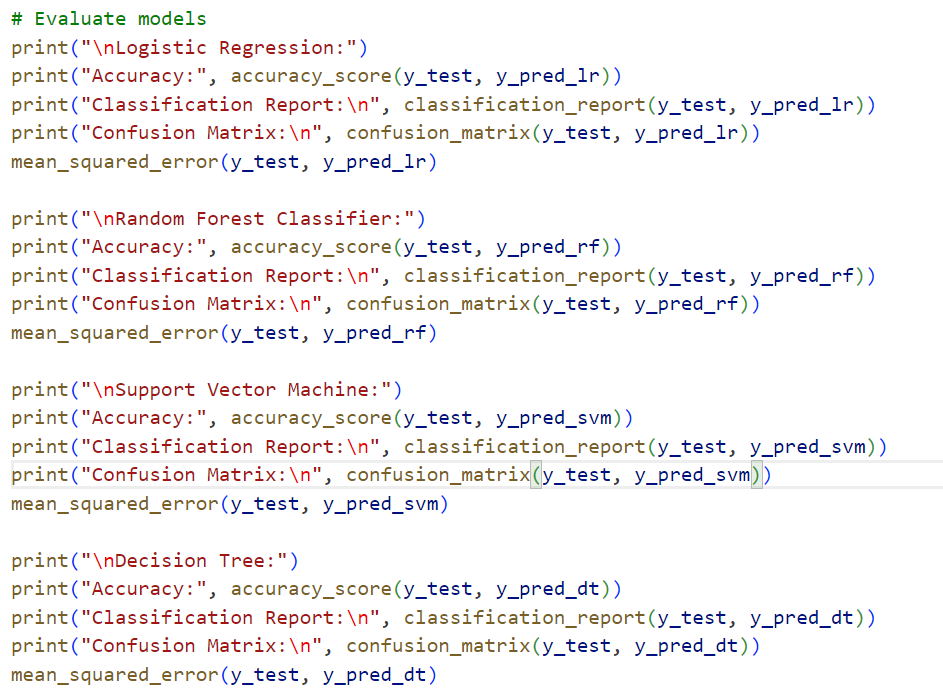 # Evaluate models
print("\nLogistic Regression:")
print("Accuracy:", accuracy_score(y_test, y_pred_lr))
print("Classification Report:\n", classification_report(y_test, y_pred_lr))
print("Confusion Matrix:\n", confusion_matrix(y_test, y_pred_lr))
mean_squared_error(y_test, y_pred_lr)

print("\nRandom Forest Classifier:")
print("Accuracy:", accuracy_score(y_test, y_pred_rf))
print("Classification Report:\n", classification_report(y_test, y_pred_rf))
print("Confusion Matrix:\n", confusion_matrix(y_test, y_pred_rf))
mean_squared_error(y_test, y_pred_rf)

print("\nSupport Vector Machine:")
print("Accuracy:", accuracy_score(y_test, y_pred_svm))
print("Classification Report:\n", classification_report(y_test, y_pred_svm))
print("Confusion Matrix:\n", confusion_matrix(y_test, y_pred_svm))
mean_squared_error(y_test, y_pred_svm)

print("\nDecision Tree:")
print("Accuracy:", accuracy_score(y_test, y_pred_dt))
print("Classification Report:\n", classification_report(y_test, y_pred_dt))
print("Confusion Matrix:\n", confusion_matrix(y_test, y_pred_dt))
mean_squared_error(y_test, y_pred_dt)